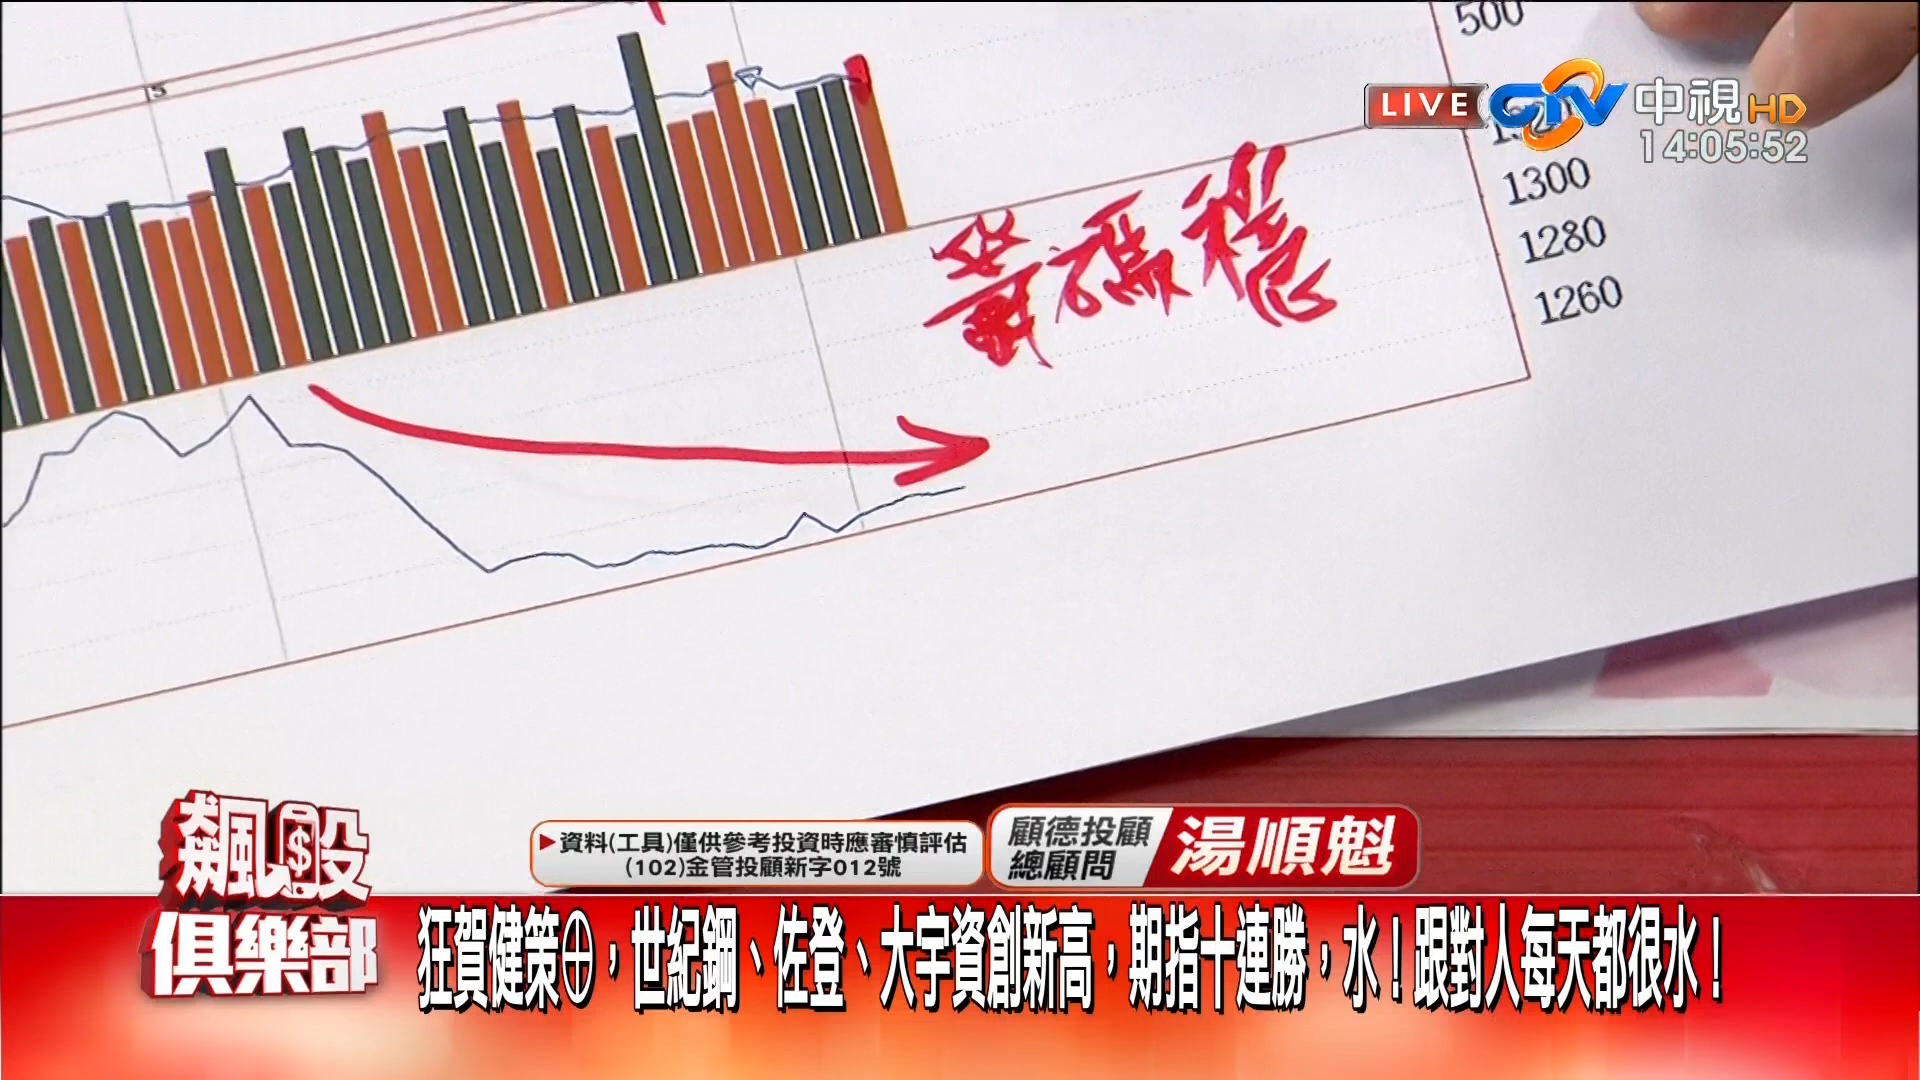 500
LIVE CTV 中視HD
14:05:52
1300
1280
1260
籌碼穩
飆股
俱樂部
資料(工具)僅供參考投資時應審慎評估
(102)金管投顧新字012號
顧德投顧
總顧問
湯順魁
狂賀健策⊕,世紀鋼、佐登、大宇資創新高,期指十連勝,水!跟對人每天都很水!